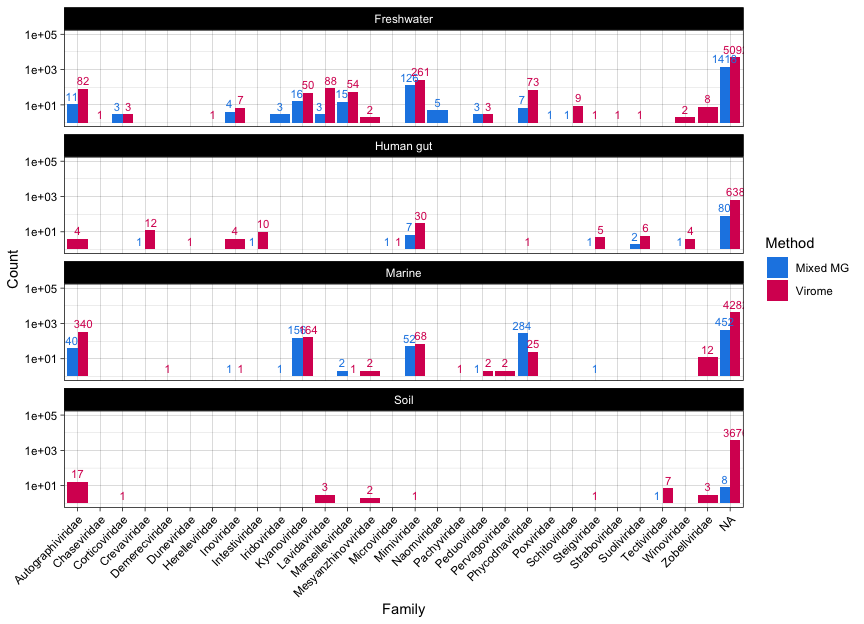 Freshwater
1e+05
1e+03
1e+01
11 82 1 3 3 1 4 7 3 16 50 3 88 15 54 2 126 261 5 3 3 7 73 1 1 9 1 1 1 2 8
Human gut
1e+05
1e+03
1e+01
4 1 12 1 4 1 10 1 1 7 30 1 1 5 2 6 1 4 80 638
Marine
1e+05
1e+03
1e+01
40 340 1 1 1 1 164 2 1 2 52 68 1 1 2 2 284 25 1 12
Soil
1e+05
1e+03
1e+01
17 1 3 2 1 1 1 7 3 8
Count
Autographiviridae
Chaseviridae
Corticoviridae
Crevaviridae
Demerecviridae
Duneviridae
Herelleviridae
Inoviridae
Intestiviridae
Iridoviridae
Kyanoviridae
Lavidaviridae
Marseilleviridae
Mesyanzhinovviridae
Microviridae
Mimiviridae
Naomviridae
Pachyviridae
Peduoviridae
Pervagoviridae
Phycodnaviridae
Poxviridae
Schitoviridae
Steigviridae
Straboviridae
Suoliviridae
Tectiviridae
Winoviridae
Zobellviridae
NA
Family
Method
Mixed MG
Virome